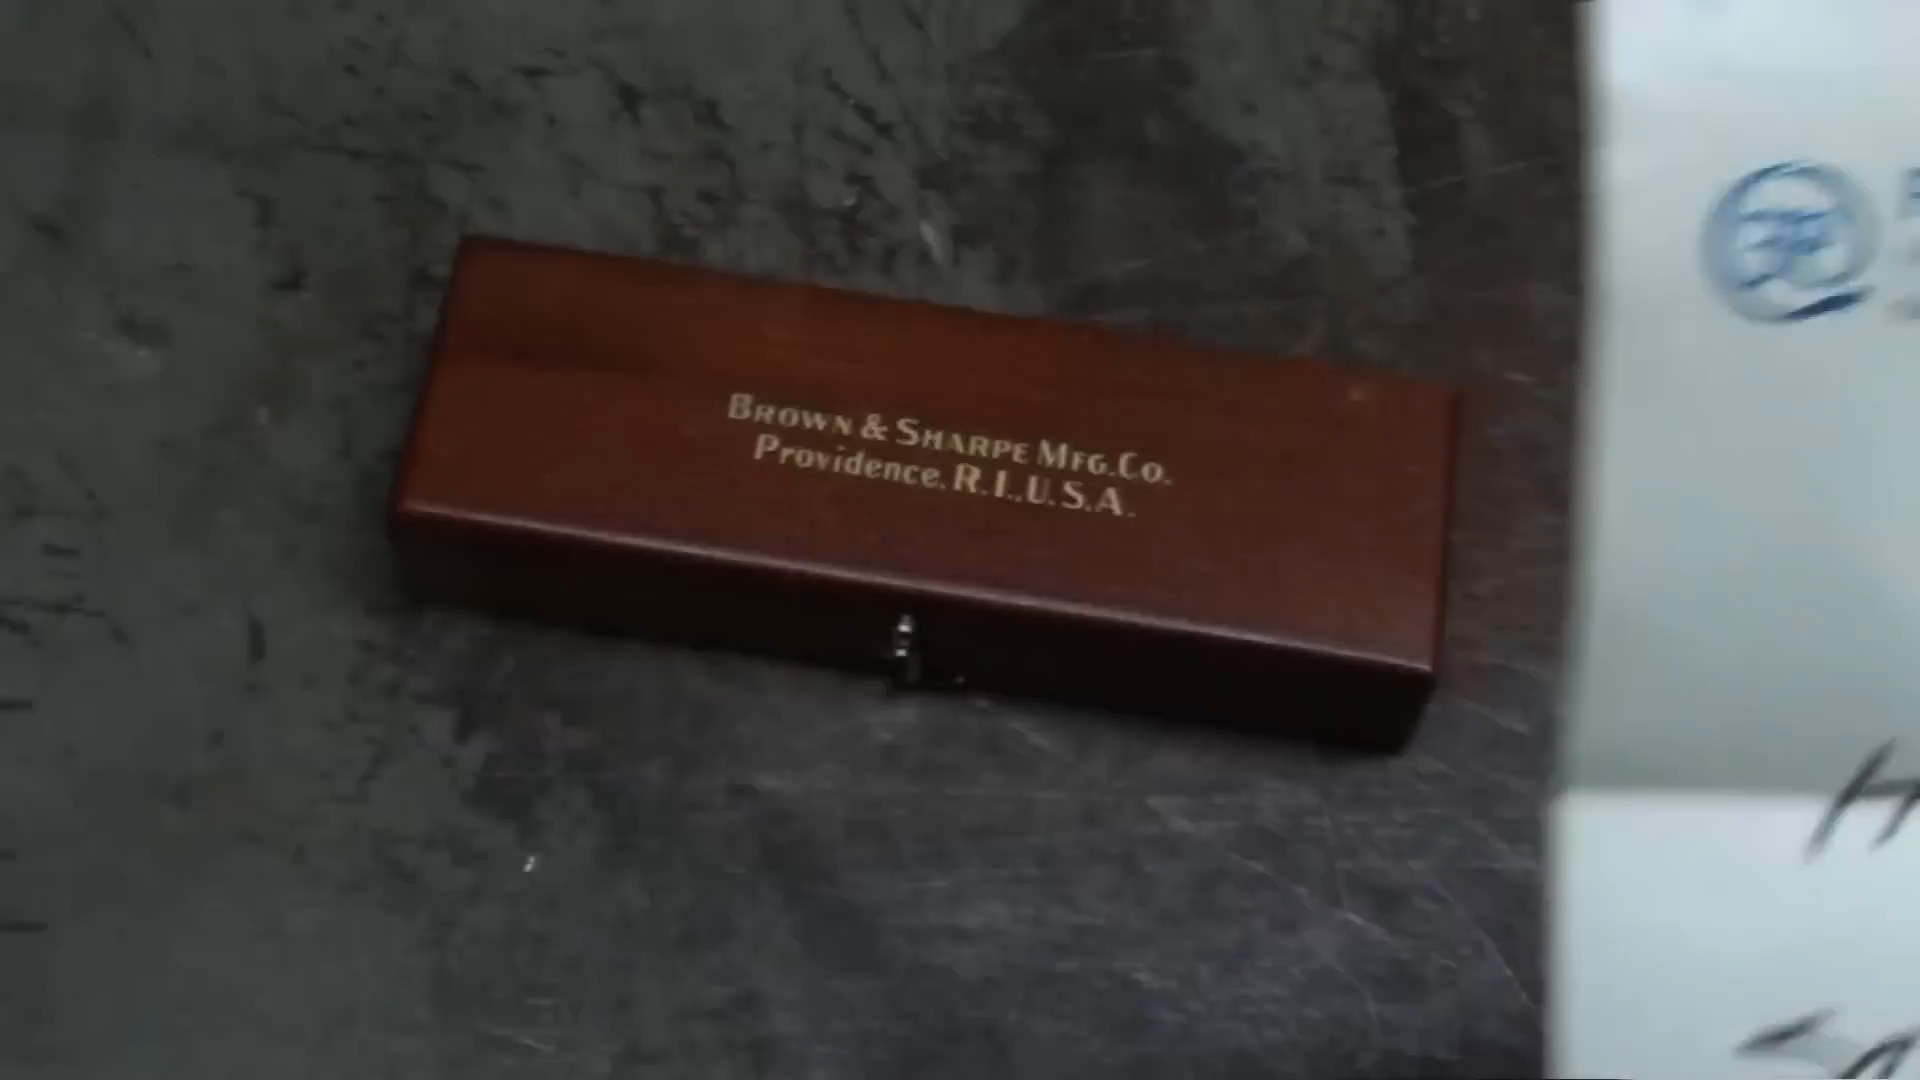 BROWN & SHARPE MFG. CO.
Providence, R. I., U. S. A.